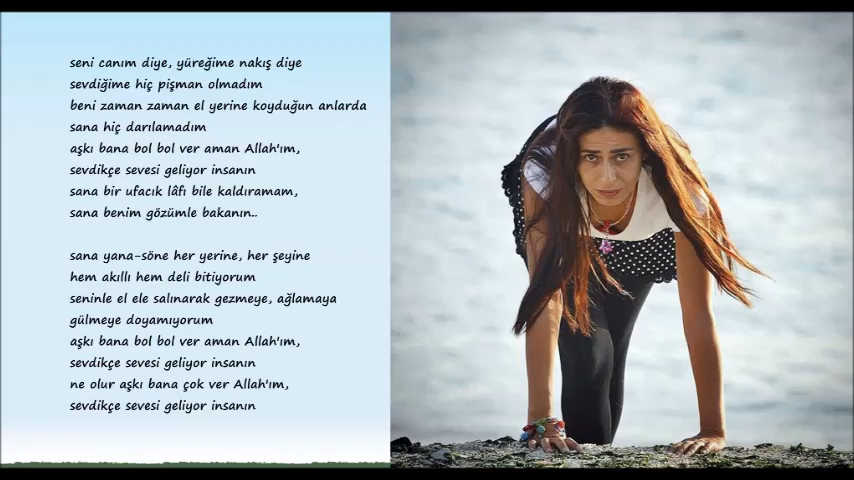 seni canım diye, yüreğime nakış diye
sevdiğime hiç pişman olmadım
beni zaman zaman el yerine koyduğun anlarda
sana hiç darılamadım
aşkı bana bol bol ver aman Allah'ım,
sevdikçe sevesi geliyor insanın
sana bir ufacık lâfı bile kaldıramam,
sana benim gözümle bakanın..
sana yana-söne her yerine, her şeyine
hem akıllı hem deli bitiyorum
seninle el ele salınarak gezmeye, ağlamaya
gülmeye doyamıyorum
aşkı bana bol bol ver aman Allah'ım,
sevdikçe sevesi geliyor insanın
ne olur aşkı bana çok ver Allah'ım,
sevdikçe sevesi geliyor insanın